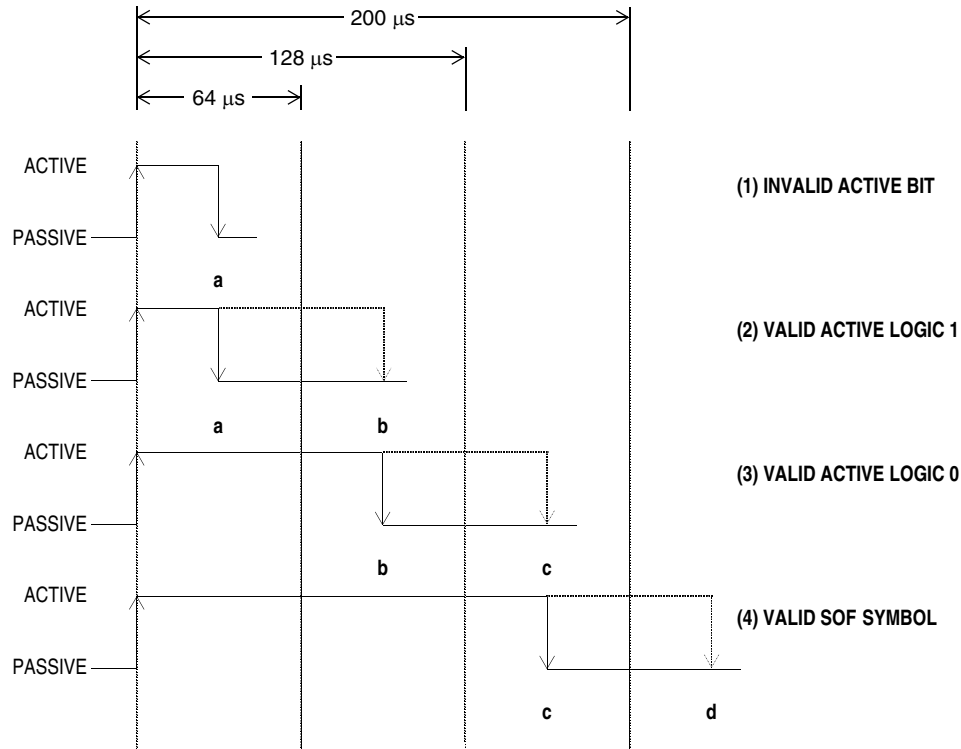 200 μs
128 μs
64 μs
ACTIVE
(1) INVALID ACTIVE BIT
PASSIVE
a
ACTIVE
(2) VALID ACTIVE LOGIC 1
PASSIVE
a b
ACTIVE
(3) VALID ACTIVE LOGIC 0
PASSIVE
b c
ACTIVE
(4) VALID SOF SYMBOL
PASSIVE
c d